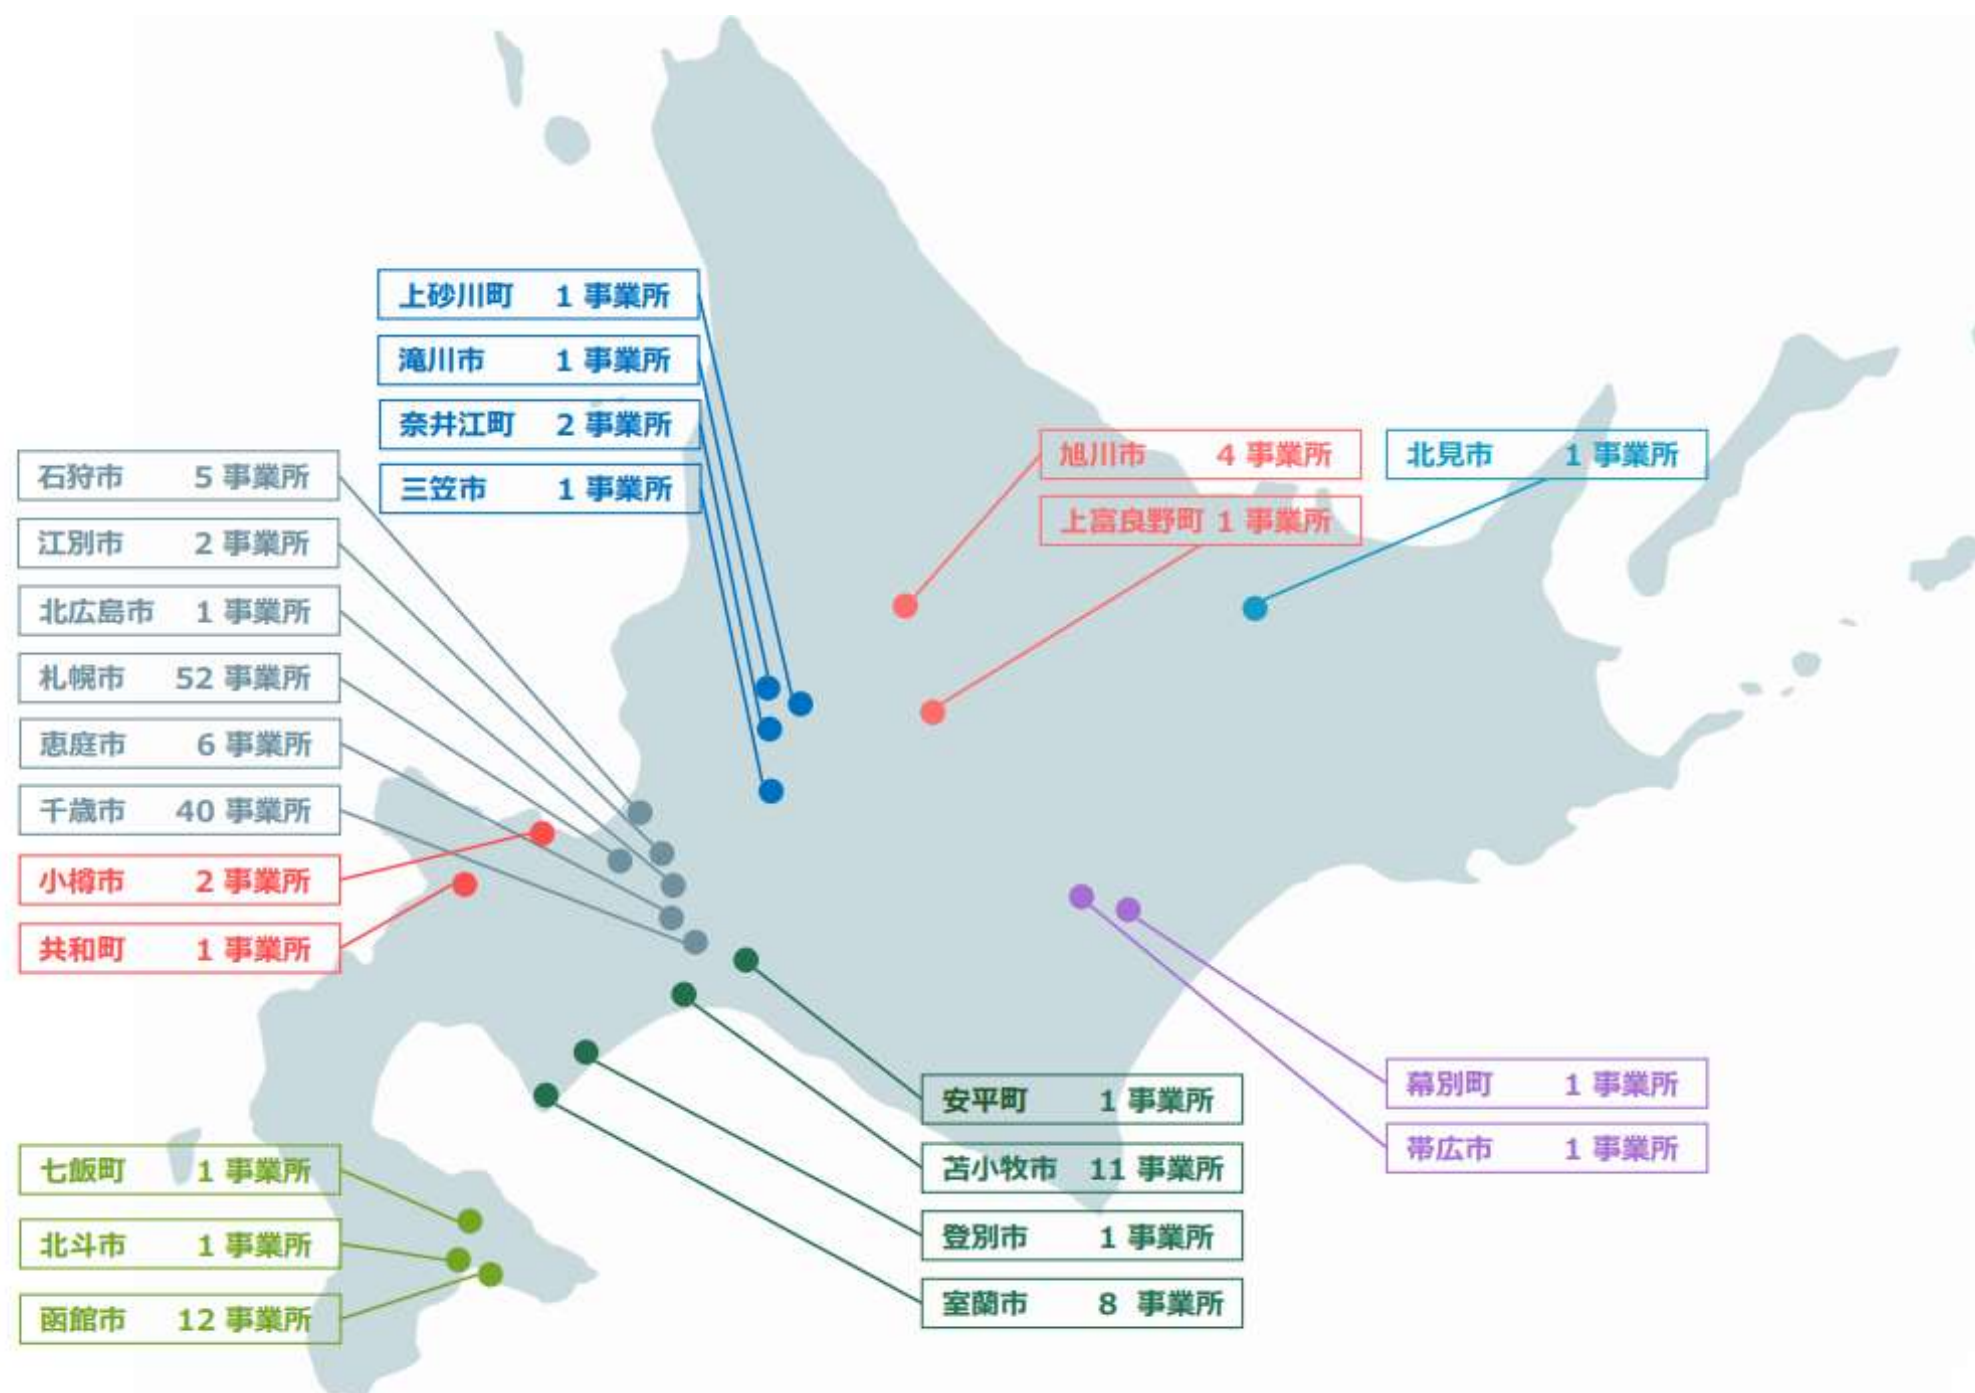 上砂川町 1 事業所
滝川市 1 事業所
奈井江町 2 事業所
三笠市 1 事業所
石狩市 5 事業所
江別市 2 事業所
北広島市 1 事業所
札幌市 52 事業所
恵庭市 6 事業所
千歳市 40 事業所
小樽市 2 事業所
共和町 1 事業所
七飯町 1 事業所
北斗市 1 事業所
函館市 12 事業所
旭川市 4 事業所
上富良野町 1 事業所
北見市 1 事業所
安平町 1 事業所
苫小牧市 11 事業所
登別市 1 事業所
室蘭市 8 事業所
幕別町 1 事業所
帯広市 1 事業所